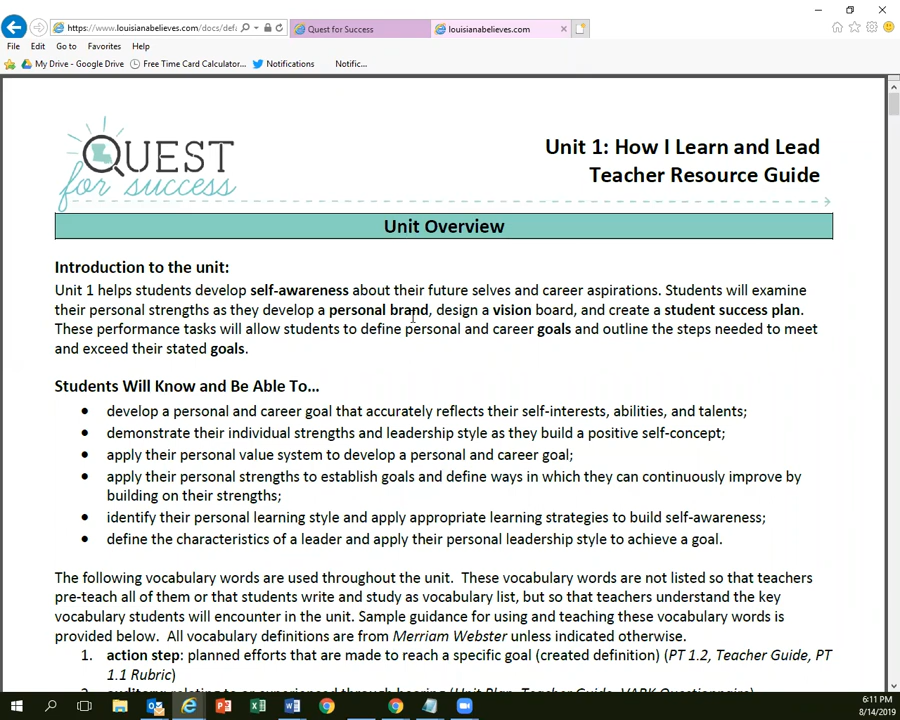 https://www.louisianabelieves.com/docs/defa
Quest for Success
louisianabelieves.com
File Edit Go to Favorites Help
My Drive - Google Drive Free Time Card Calculator... Notifications Notific...
QUEST
for success
Unit 1: How I Learn and Lead
Teacher Resource Guide
Unit Overview
Introduction to the unit:
Unit 1 helps students develop self-awareness about their future selves and career aspirations. Students will examine
their personal strengths as they develop a personal brand, design a vision board, and create a student success plan.
These performance tasks will allow students to define personal and career goals and outline the steps needed to meet
and exceed their stated goals.
Students Will Know and Be Able To...
• develop a personal and career goal that accurately reflects their self-interests, abilities, and talents;
• demonstrate their individual strengths and leadership style as they build a positive self-concept;
• apply their personal value system to develop a personal and career goal;
• apply their personal strengths to establish goals and define ways in which they can continuously improve by
building on their strengths;
• identify their personal learning style and apply appropriate learning strategies to build self-awareness;
• define the characteristics of a leader and apply their personal leadership style to achieve a goal.
The following vocabulary words are used throughout the unit. These vocabulary words are not listed so that teachers
pre-teach all of them or that students write and study as vocabulary list, but so that teachers understand the key
vocabulary students will encounter in the unit. Sample guidance for using and teaching these vocabulary words is
provided below. All vocabulary definitions are from Merriam Webster unless indicated otherwise.
1. action step: planned efforts that are made to reach a specific goal (created definition) (PT 1.2, Teacher Guide, PT
1.1 Rubric)
2. auditory: relating to or experienced through hearing (Unit Plan, Teacher Guide, VARK Questionnaire)
6:11 PM
8/14/2019